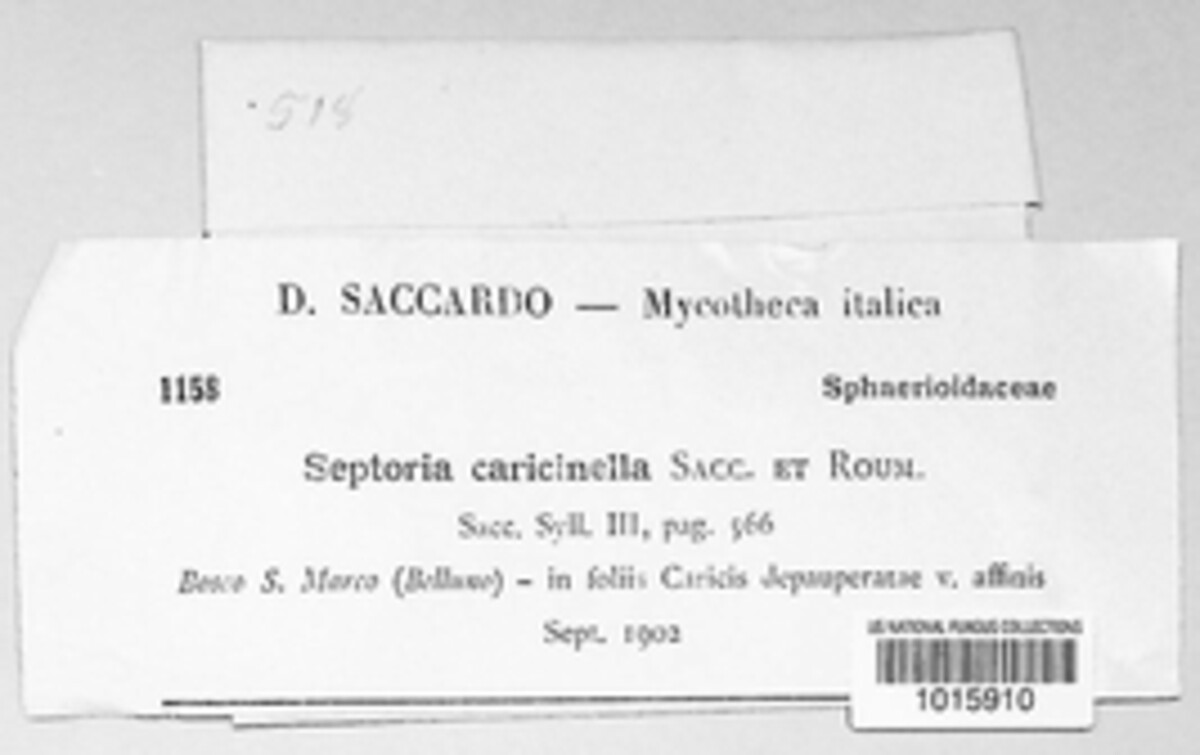 518
D. SACCARDO — Mycotheca italica
1158
Sphaerioidaceae
Septoria caricinella SACC. ET ROUM.
Sacc. Syll. III, pag. 566
Bosco S. Marco (Belluno) – in foliis Caricis depauperatae v. affinis
Sept. 1902
US NATIONAL FUNGUS COLLECTIONS
1015910